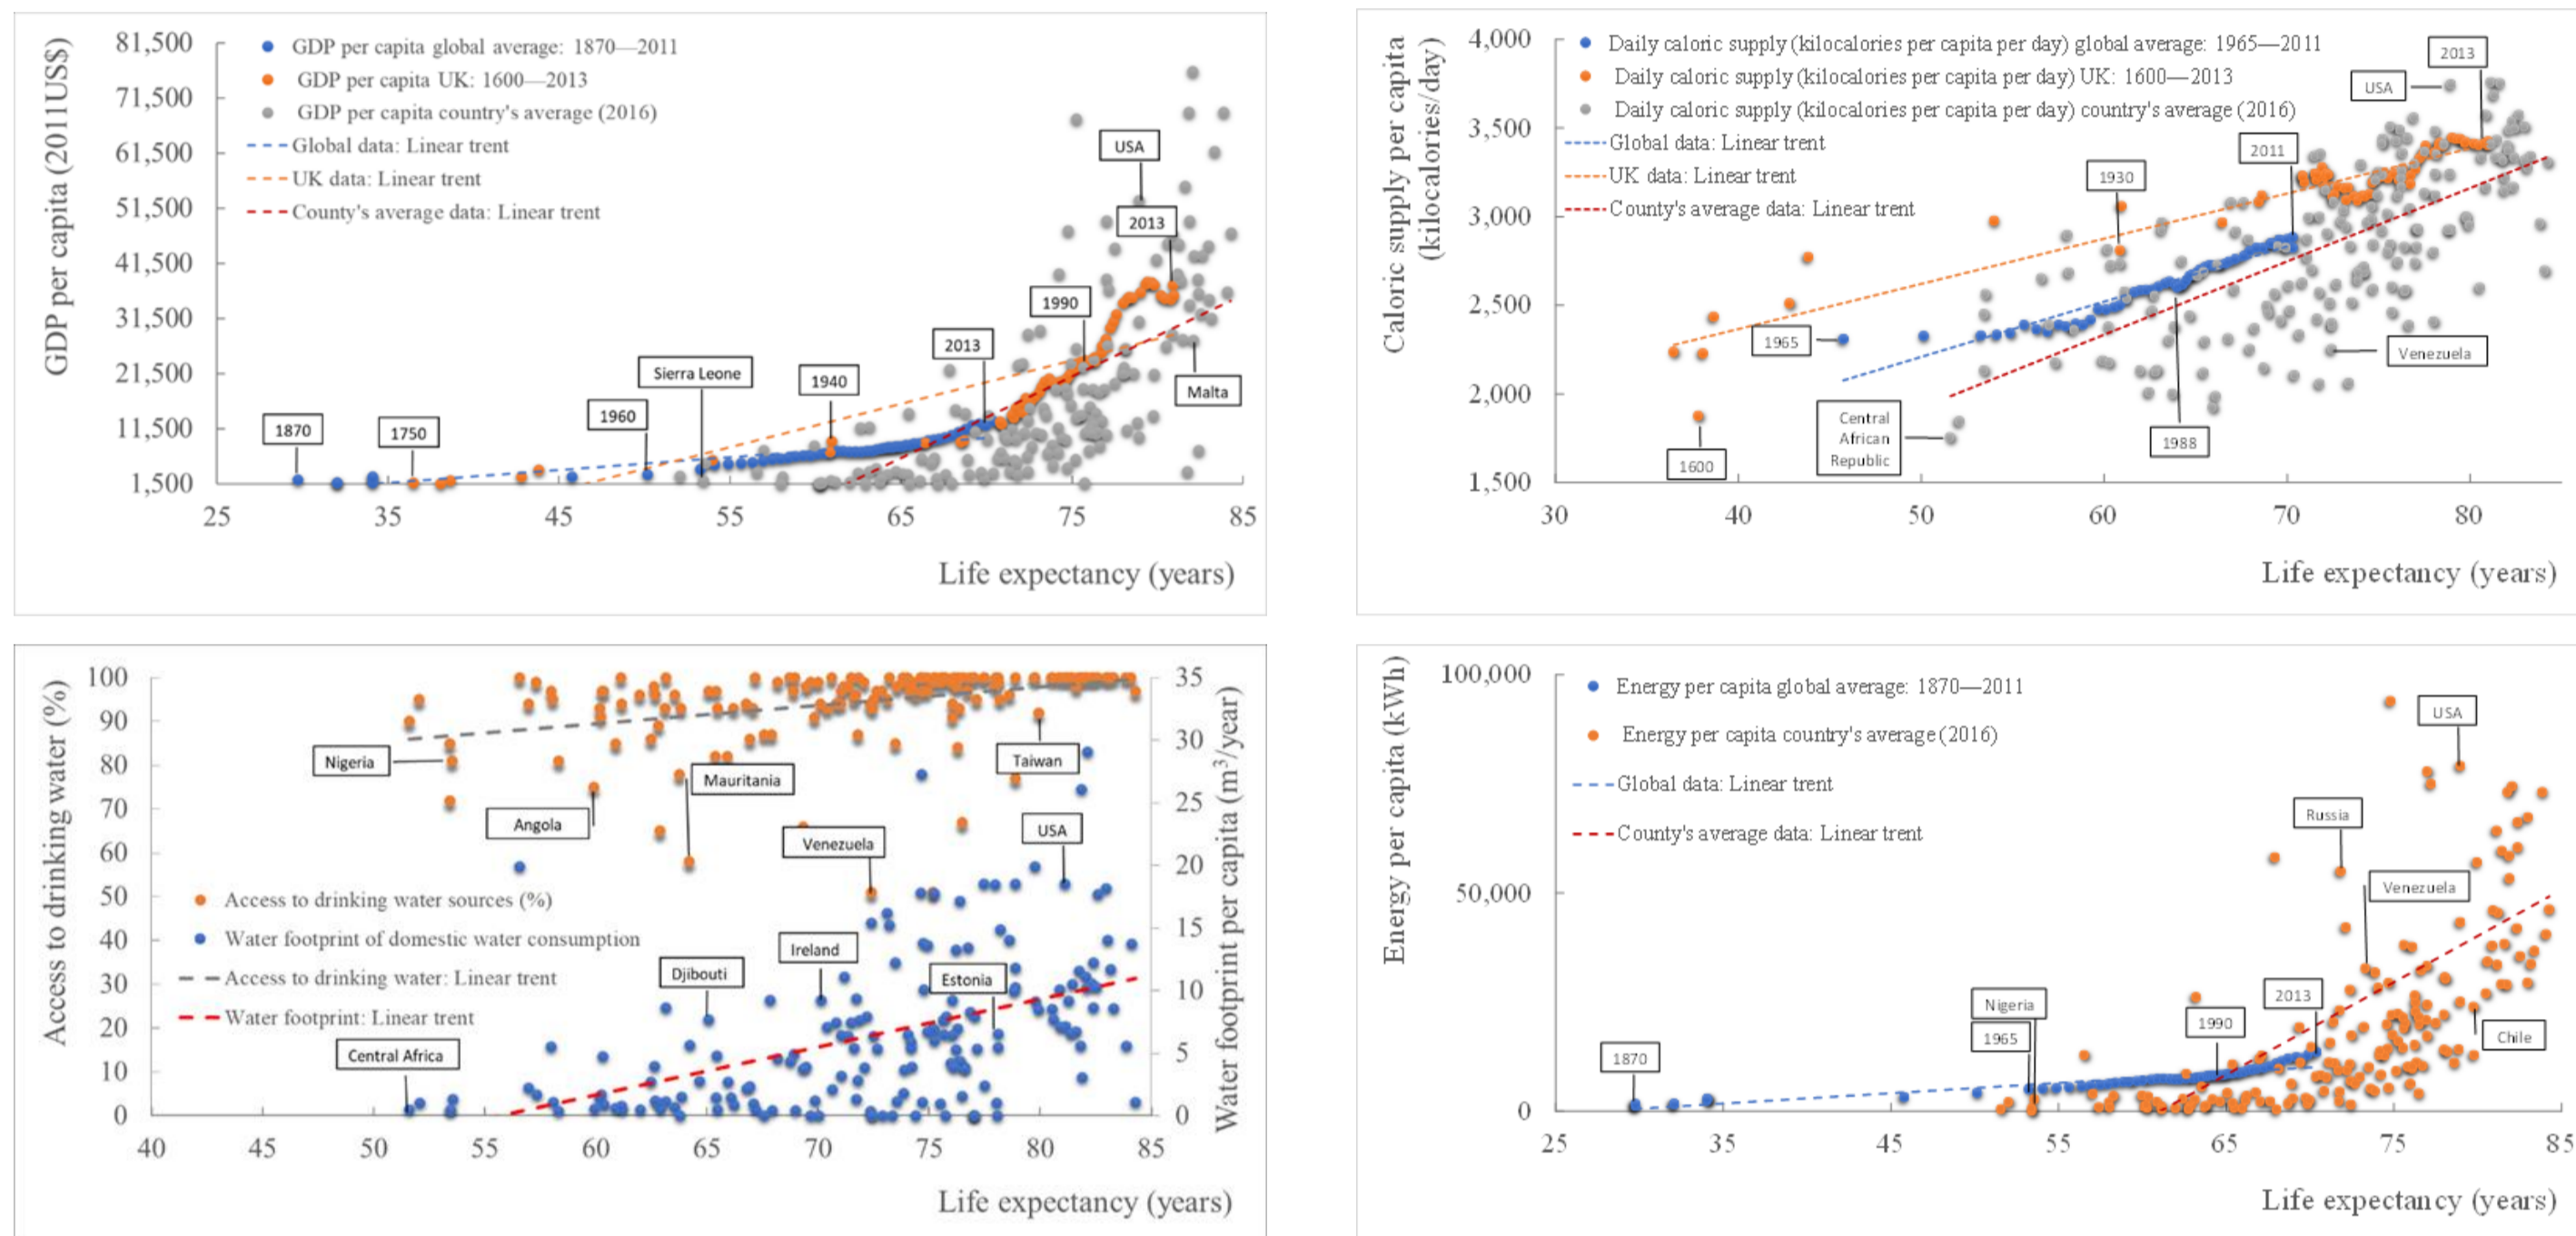 GDP per capita (2011US$)
81,500
71,500
61,500
51,500
41,500
31,500
21,500
11,500
1,500
GDP per capita global average: 1870—2011
GDP per capita UK: 1600—2013
GDP per capita country's average (2016)
Global data: Linear trent
UK data: Linear trent
County's average data: Linear trent
USA
2013
1990
2013
Sierra Leone
1940
Malta
1960
1870
1750
25 35 45 55 65 75 85
Life expectancy (years)
Caloric supply per capita
(kilocalories/day)
4,000
3,500
3,000
2,500
2,000
1,500
Daily caloric supply (kilocalories per capita per day) global average: 1965—2011
Daily caloric supply (kilocalories per capita per day) UK: 1600—2013
Daily caloric supply (kilocalories per capita per day) country's average (2016)
Global data: Linear trent
UK data: Linear trent
County's average data: Linear trent
2013
USA
2011
1930
1965
Venezuela
Central
African
Republic
1988
1600
30 40 50 60 70 80
Life expectancy (years)
Access to drinking water (%)
100
90
80
70
60
50
40
30
20
10
0
Nigeria
Angola
Mauritania
Taiwan
Venezuela
USA
Access to drinking water sources (%)
Water footprint of domestic water consumption
Access to drinking water: Linear trent
Water footprint: Linear trent
Ireland
Djibouti
Estonia
Central Africa
35
30
25
20
15
10
5
0
Water footprint per capita (m³/year)
40 45 50 55 60 65 70 75 80 85
Life expectancy (years)
Energy per capita (kWh)
100,000
50,000
0
Energy per capita global average: 1870—2011
Energy per capita country's average (2016)
Global data: Linear trent
County's average data: Linear trent
USA
Russia
Venezuela
Nigeria
1965
2013
1990
Chile
1870
25 35 45 55 65 75 85
Life expectancy (years)